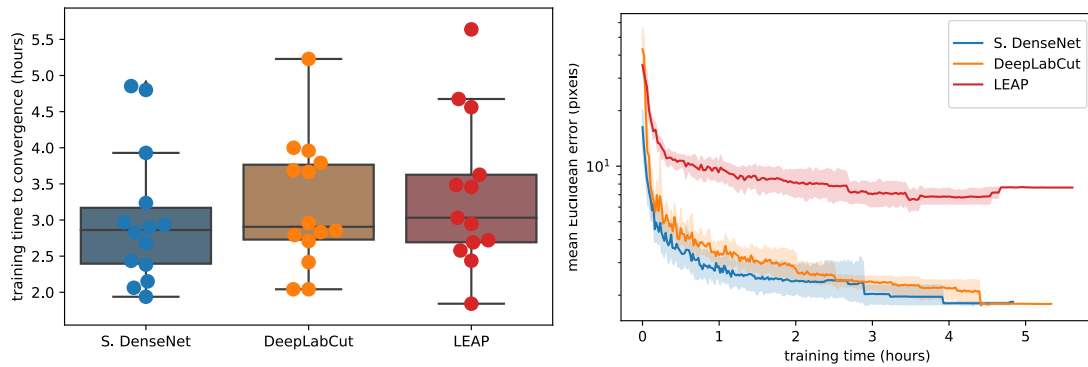 training time to convergence (hours)
5.5
5.0
4.5
4.0
3.5
3.0
2.5
2.0
S. DenseNet
DeepLabCut
LEAP
mean Euclidean error (pixels)
10¹
S. DenseNet
DeepLabCut
LEAP
0
1
2
3
4
5
training time (hours)